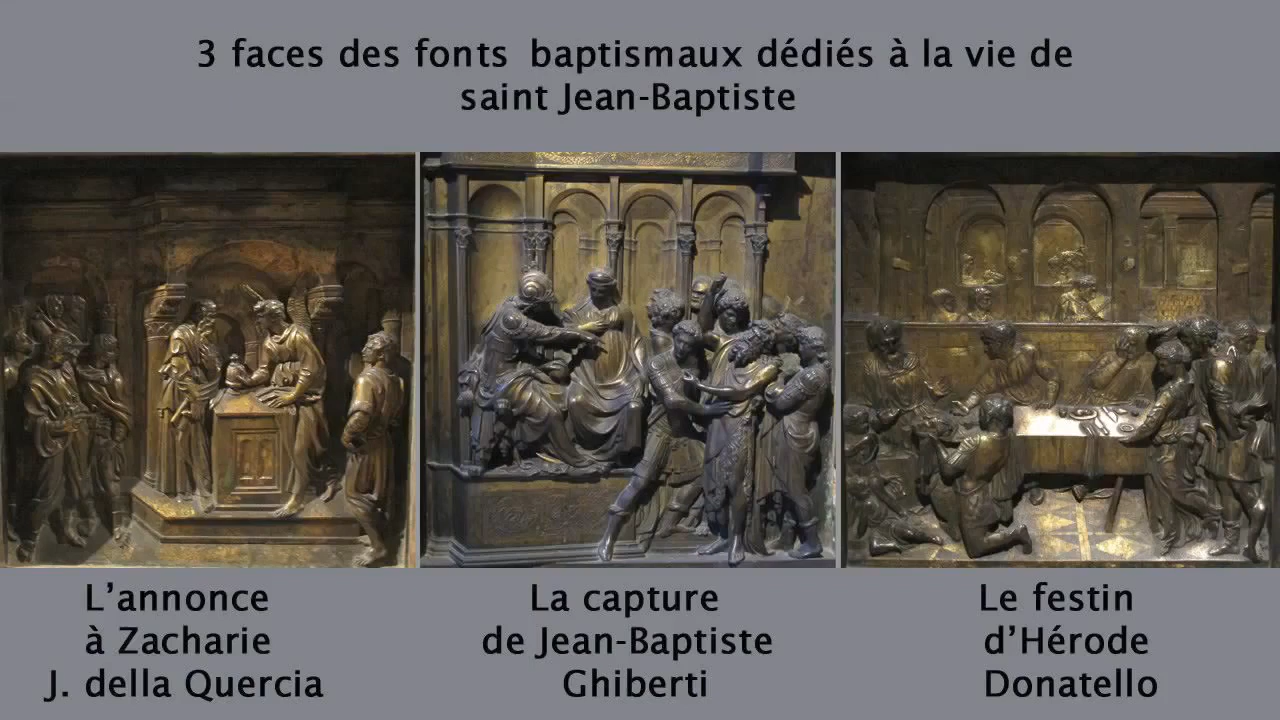 3 faces des fonts baptismaux dédiés à la vie de
saint Jean-Baptiste
L’annonce
à Zacharie
J. della Quercia
La capture
de Jean-Baptiste
Ghiberti
Le festin
d’Hérode
Donatello